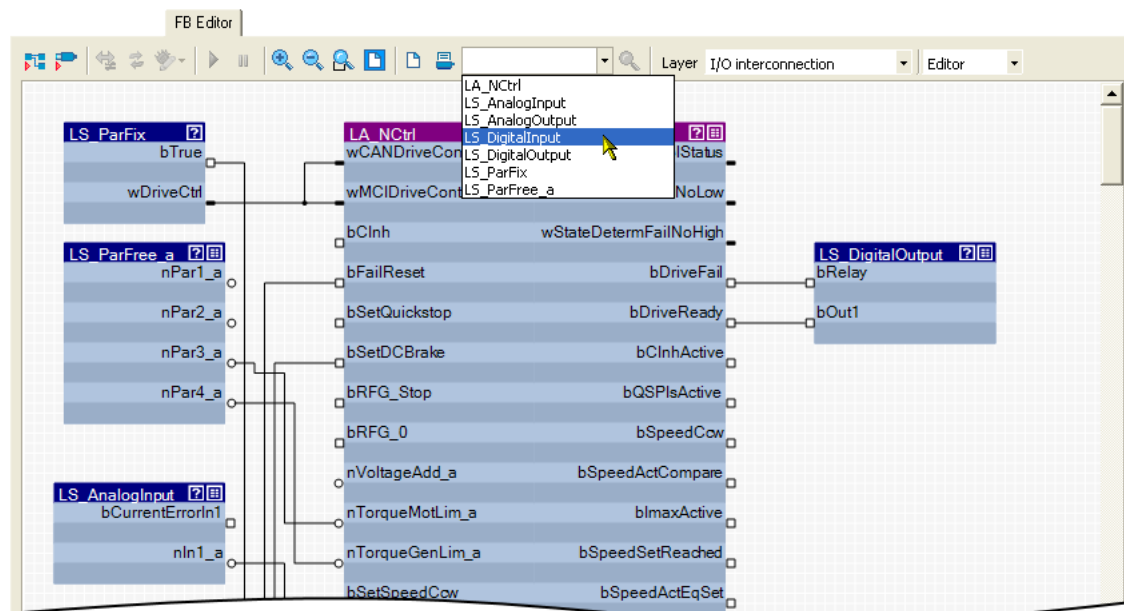 FB Editor
Layer I/O interconnection Editor
LA_NCtrl
LS_AnalogInput
LS_AnalogOutput
LS_DigitalInput
LS_DigitalOutput
LS_ParFix
LS_ParFree_a
LS_ParFix
bTrue
wDriveCtrl
LS_ParFree_a
nPar1_a
nPar2_a
nPar3_a
nPar4_a
LS_AnalogInput
bCurrentErrorIn1
nIn1_a
LA_NCtrl
wCANDriveCon
lStatus
wMCIDriveCont
NoLow
bCInh
wStateDetermFailNoHigh
bFailReset
bDriveFail
bSetQuickstop
bDriveReady
bSetDCBrake
bCInhActive
bRFG_Stop
bQSPIsActive
bRFG_0
bSpeedCcw
nVoltageAdd_a
bSpeedActCompare
nTorqueMotLim_a
bImaxActive
nTorqueGenLim_a
bSpeedSetReached
bSetSpeedCcw
bSpeedActEqSet
LS_DigitalOutput
bRelay
bOut1